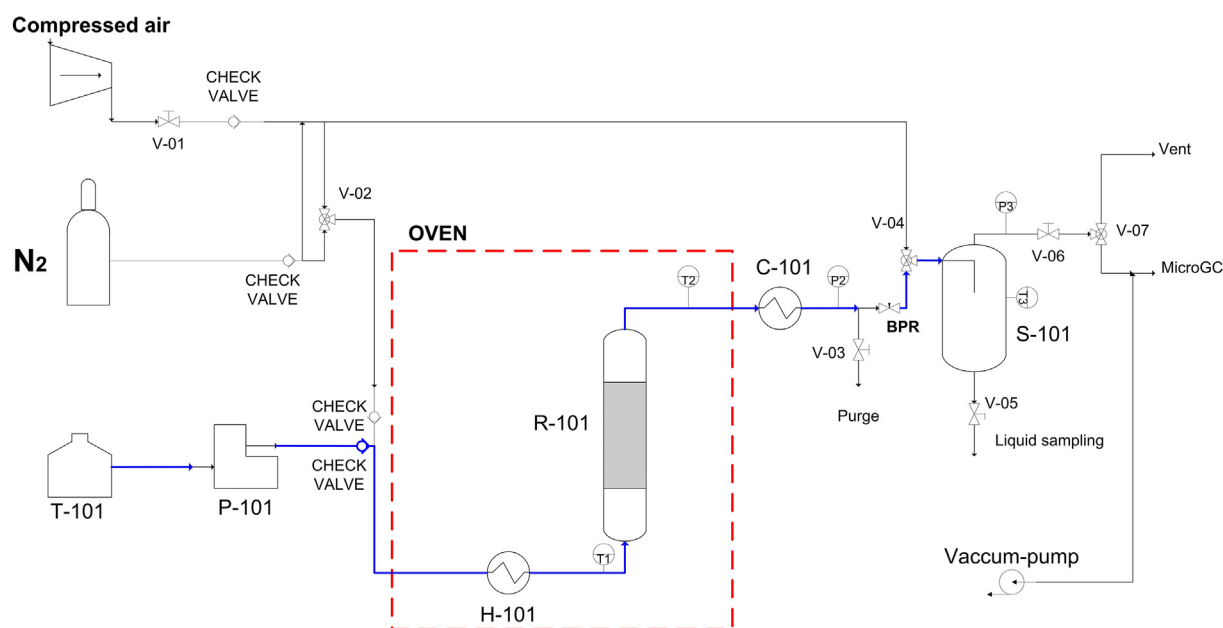 Compressed air
CHECK
VALVE
V-01
V-02
N2
CHECK
VALVE
OVEN
V-04
P3
V-06
Vent
V-07
MicroGC
T2
C-101
P2
BPR
T3
S-101
V-03
Purge
V-05
Liquid sampling
R-101
CHECK
VALVE
CHECK
VALVE
T-101
P-101
T1
H-101
Vaccum-pump